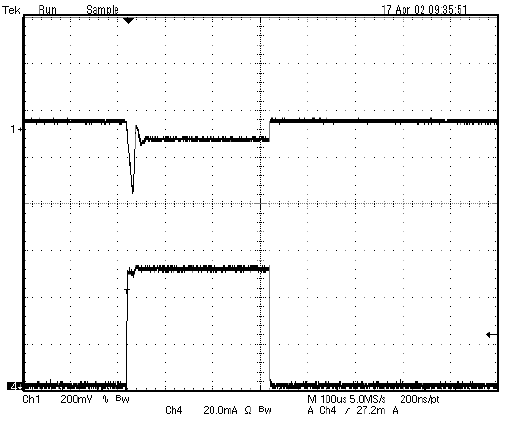 Tek Run Sample 17 Apr 02 09:35:51
1
T
4
Ch1 200mV % Bw M 100us 5.0MS/s 200ns/pt
Ch4 20.0mA Ω Bw A Ch4 / 27.2m A